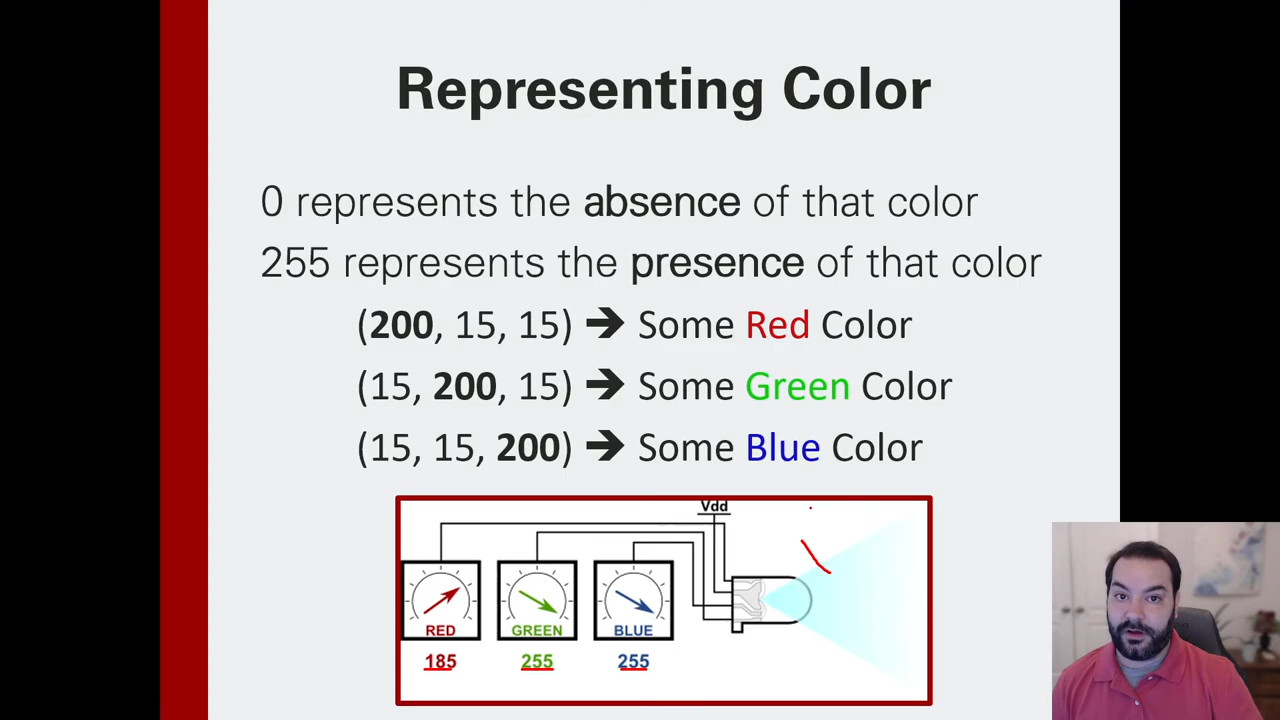 Representing Color
0 represents the absence of that color
255 represents the presence of that color
(200, 15, 15) ➔ Some Red Color
(15, 200, 15) ➔ Some Green Color
(15, 15, 200) ➔ Some Blue Color
Vdd
RED GREEN BLUE
185 255 255